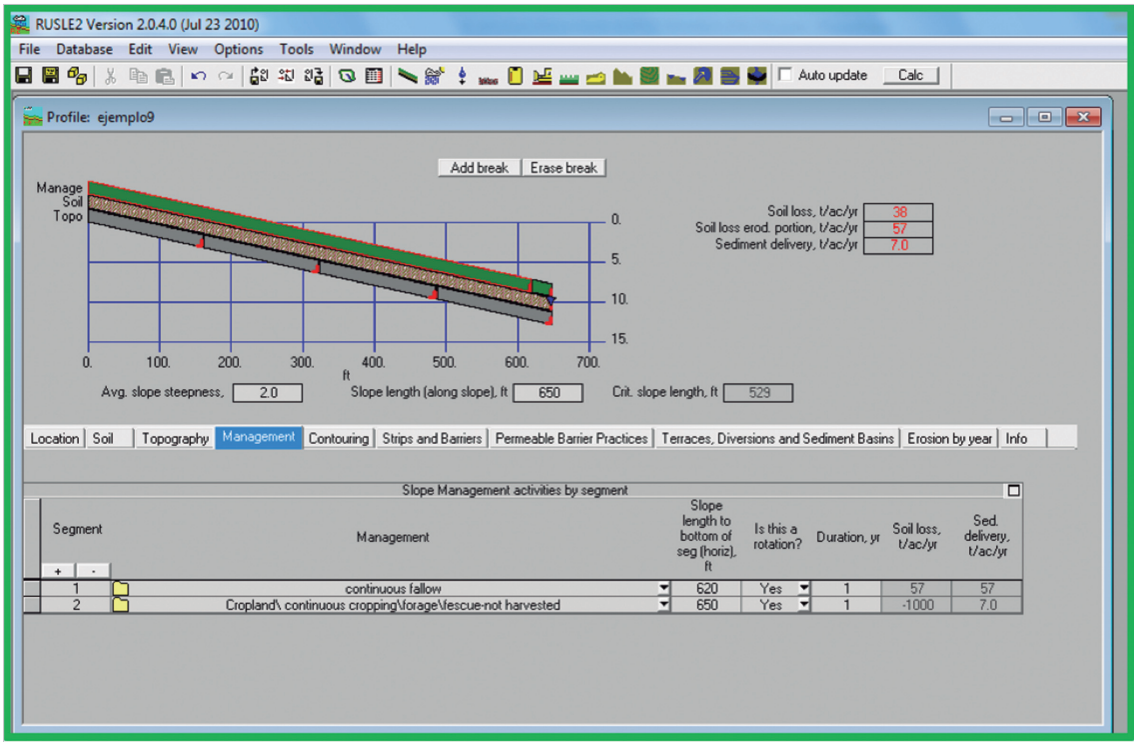 RUSLE2 Version 2.0.4.0 (Jul 23 2010)
File Database Edit View Options Tools Window Help
Auto update Calc
Profile: ejemplo9
Add break Erase break
Manage
Soil
Topo
0.
5.
10.
15.
0. 100. 200. 300. 400. 500. 600. 700.
ft
Soil loss, t/ac/yr 38
Soil loss erod. portion, t/ac/yr 57
Sediment delivery, t/ac/yr 7.0
Avg. slope steepness, 2.0 Slope length (along slope), ft 650 Crit. slope length, ft 529
Location Soil Topography Management Contouring Strips and Barriers Permeable Barrier Practices Terraces, Diversions and Sediment Basins Erosion by year Info
Slope Management activities by segment
Segment
+ -
Management
Slope
length to
bottom of
seg (horiz),
ft
Is this a
rotation?
Duration, yr
Soil loss,
t/ac/yr
Sed.
delivery,
t/ac/yr
1 continuous fallow 620 Yes 1 57 57
2 Cropland\ continuous cropping\forage\fescue-not harvested 650 Yes 1 -1000 7.0